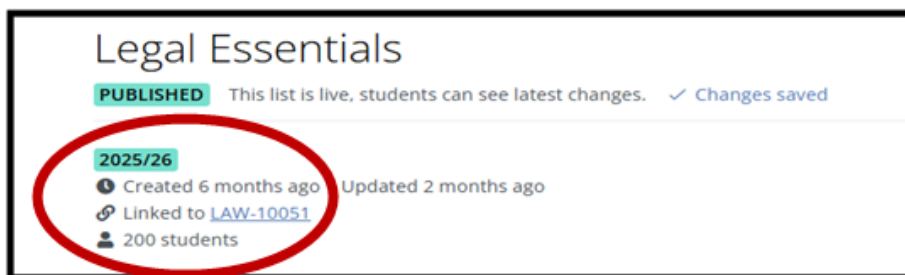 Legal Essentials
PUBLISHED This list is live, students can see latest changes. ✓ Changes saved
2025/26
Created 6 months ago Updated 2 months ago
Linked to LAW-10051
200 students